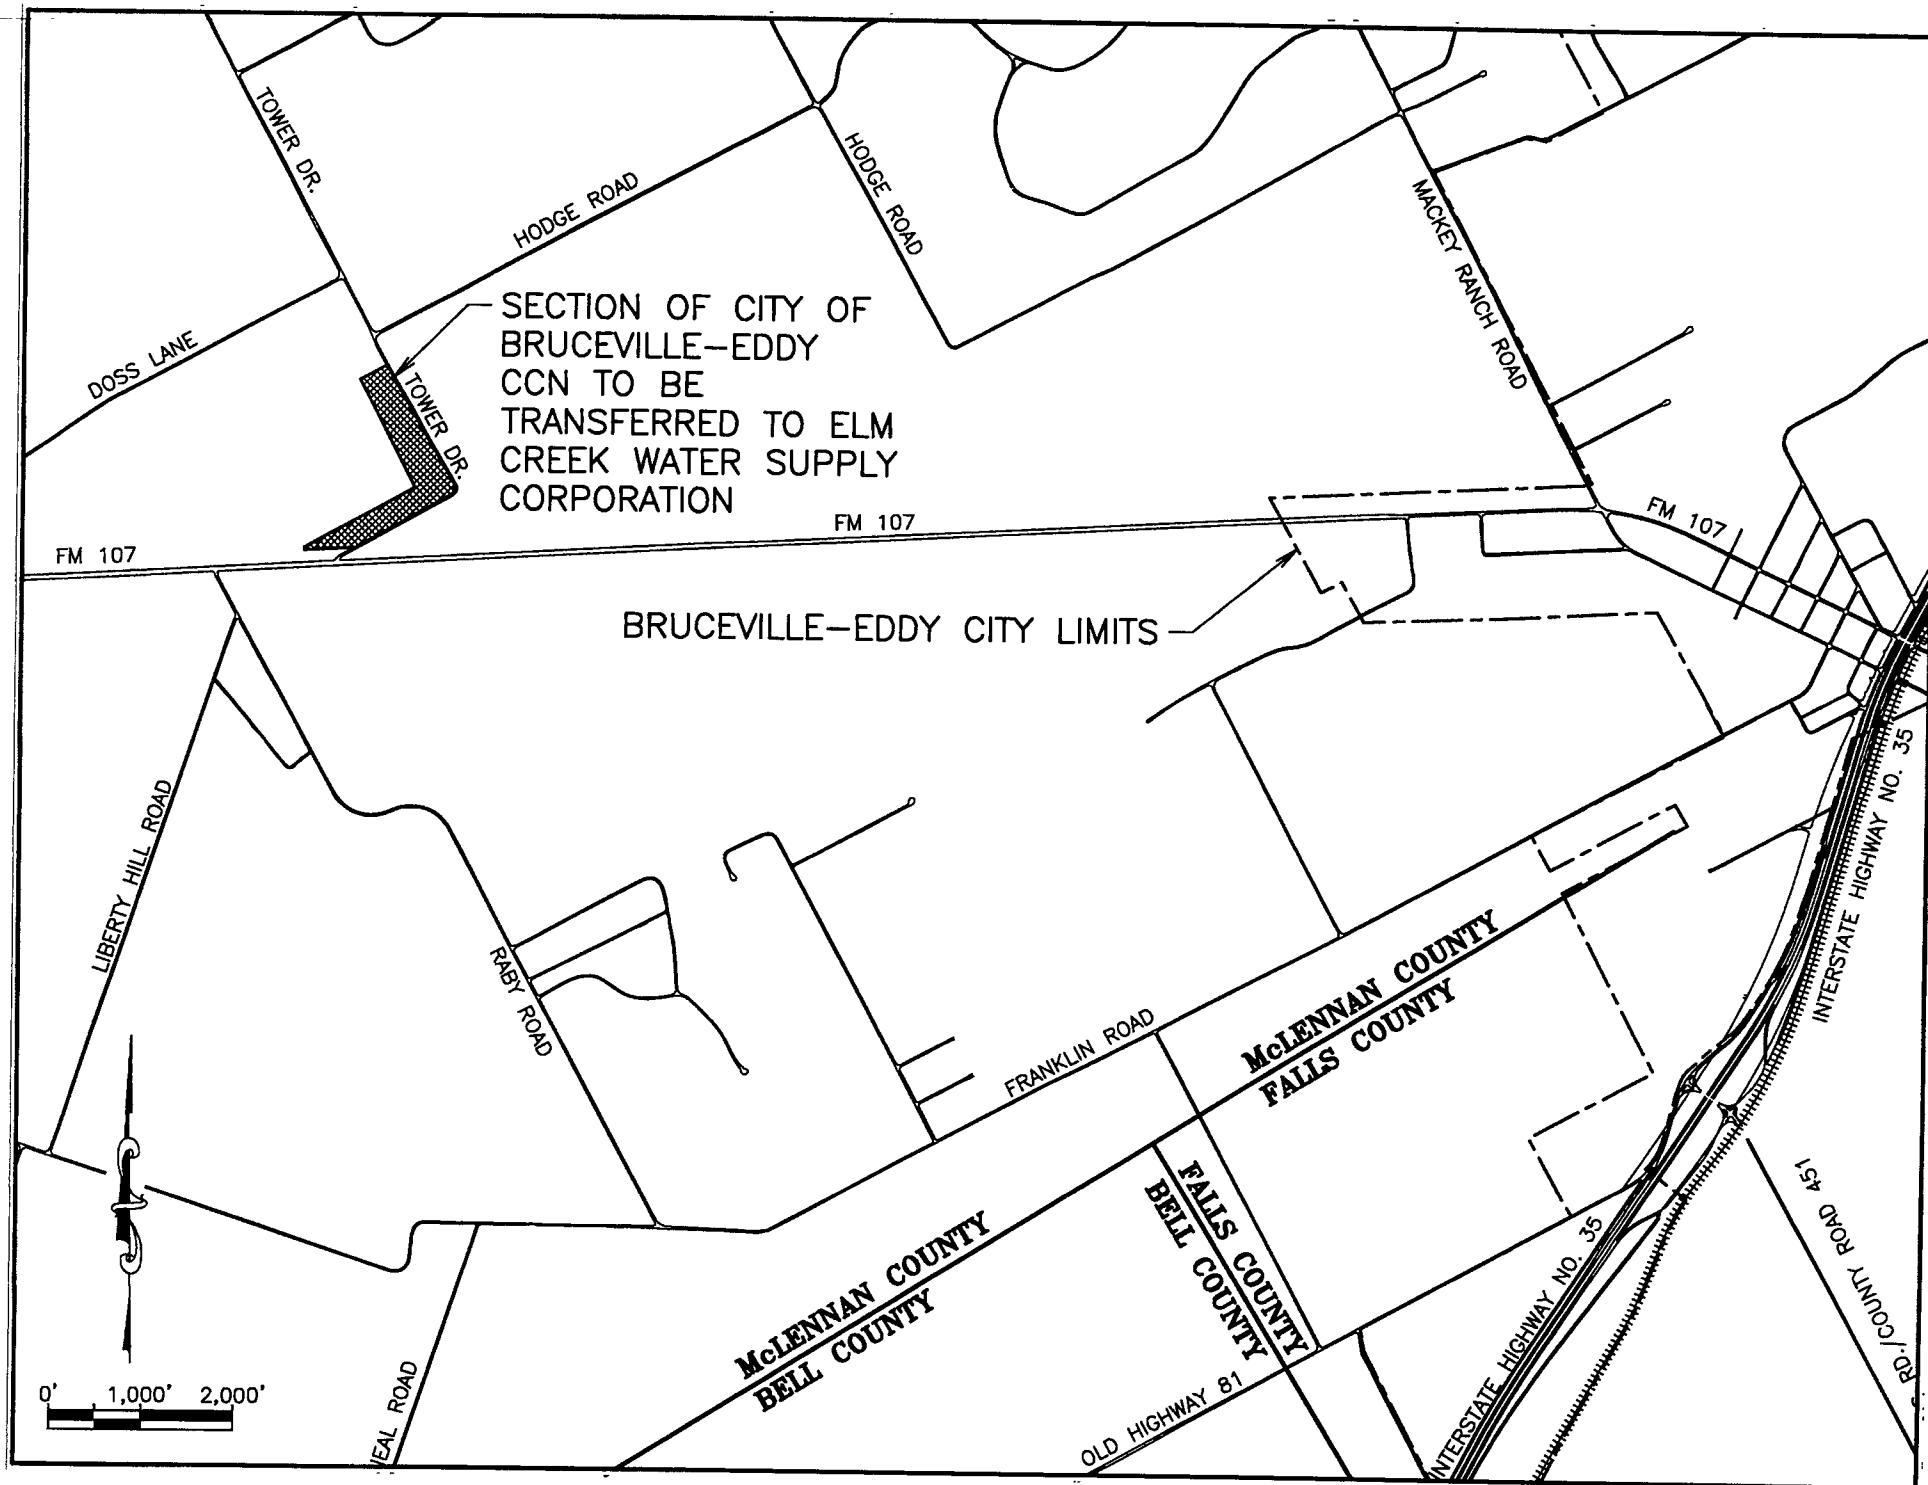 TOWER DR.
HODGE ROAD
HODGE ROAD
MACKEY RANCH ROAD
DOSS LANE
SECTION OF CITY OF
BRUCEVILLE-EDDY
CCN TO BE
TRANSFERRED TO ELM
CREEK WATER SUPPLY
CORPORATION
TOWER DR.
FM 107
FM 107
FM 107
BRUCEVILLE-EDDY CITY LIMITS
LIBERTY HILL ROAD
INTERSTATE HIGHWAY NO. 35
RABY ROAD
FRANKLIN ROAD
McLENNAN COUNTY
FALLS COUNTY
FALLS COUNTY
BELL COUNTY
McLENNAN COUNTY
BELL COUNTY
INTERSTATE HIGHWAY NO. 35
RD./COUNTY ROAD 451
OLD HIGHWAY 81
ROAD
0' 1,000' 2,000'